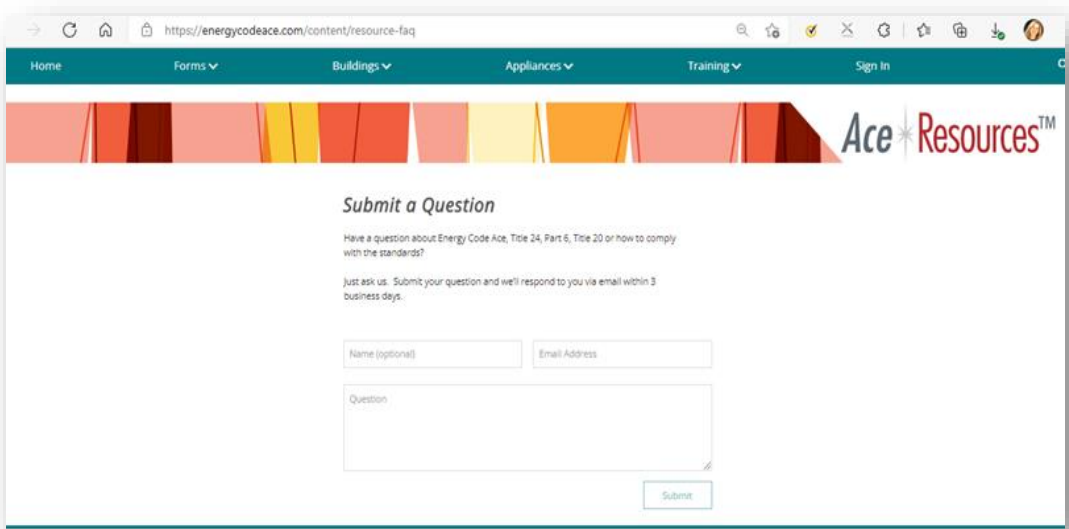 https://energycodeace.com/content/resource-faq
Home Forms Buildings Appliances Training Sign In
Ace Resources™
Submit a Question
Have a question about Energy Code Ace, Title 24, Part 6, Title 20 or how to comply
with the standards?
Just ask us. Submit your question and we'll respond to you via email within 3
business days.
Name (optional) Email Address
Question
Submit